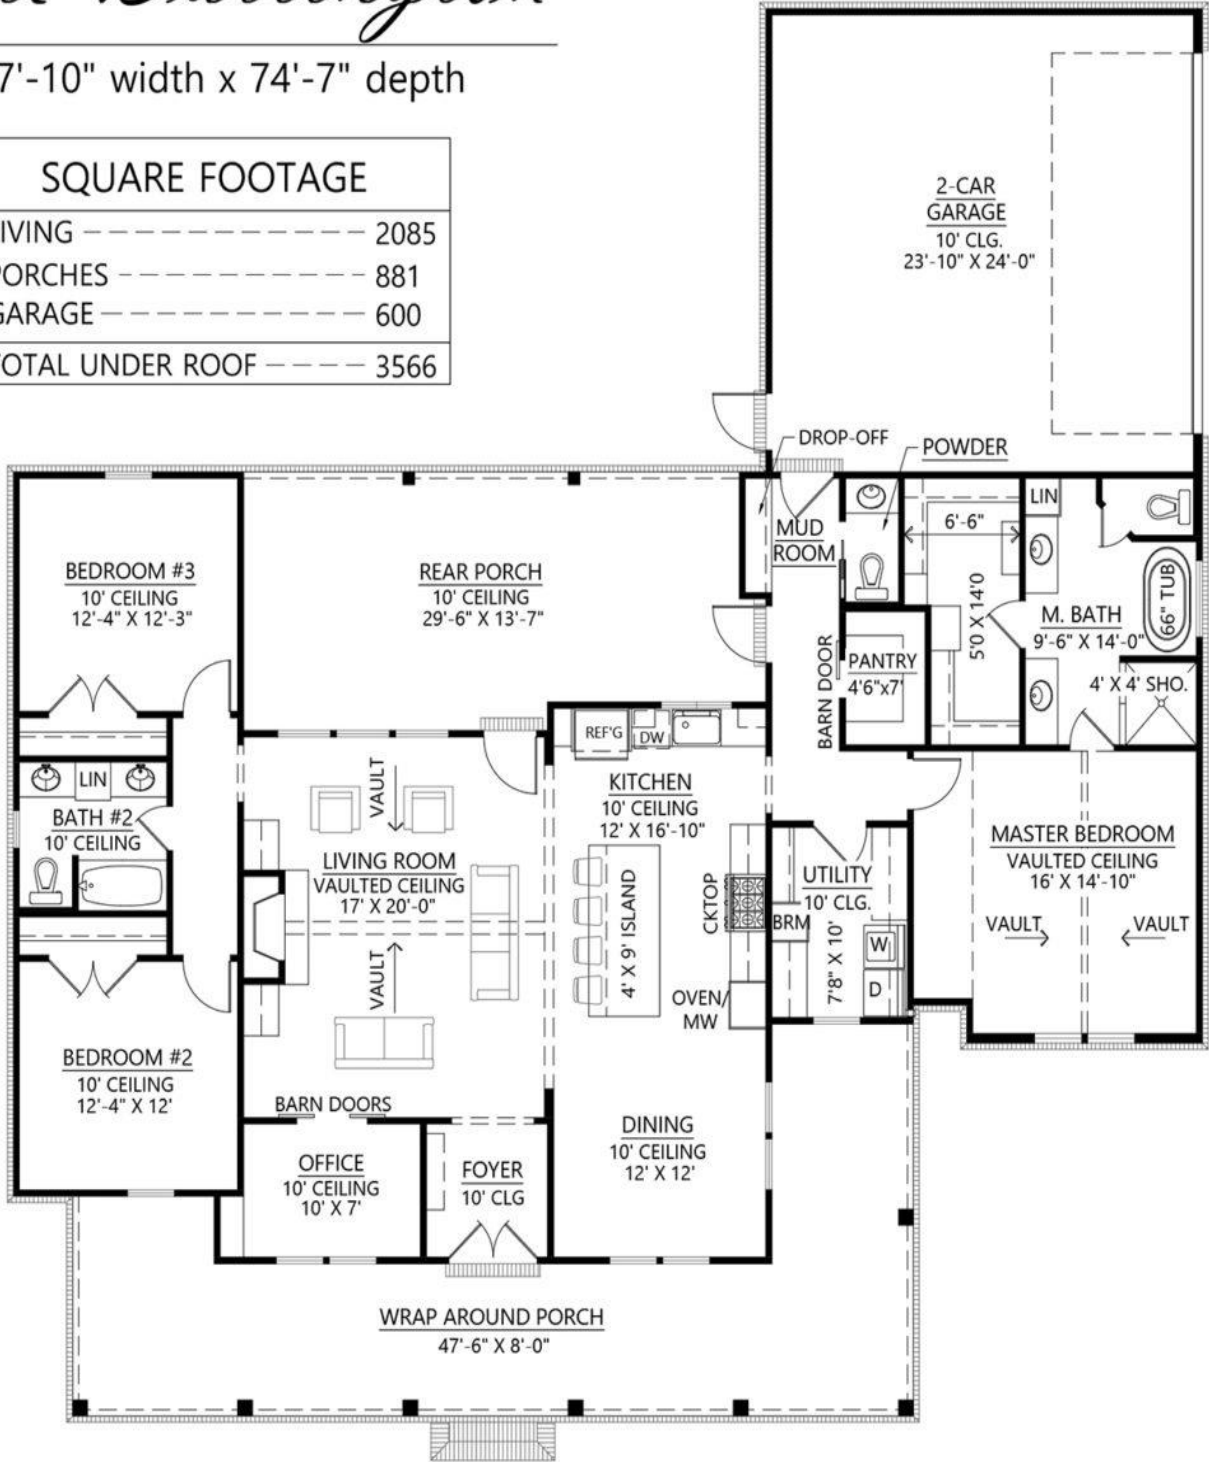 7'-10" width x 74'-7" depth
SQUARE FOOTAGE
IVING 2085
PORCHES 881
GARAGE 600
TOTAL UNDER ROOF 3566
2-CAR
GARAGE
10' CLG.
23'-10" X 24'-0"
DROP-OFF
POWDER
MUD
ROOM
6'-6"
LIN
5'0 X 14'0
M. BATH
9'-6" X 14'-0"
66" TUB
4' X 4' SHO.
BARN DOOR
PANTRY
4'6"x7'
BEDROOM #3
10' CEILING
12'-4" X 12'-3"
REAR PORCH
10' CEILING
29'-6" X 13'-7"
REF'G
DW
KITCHEN
10' CEILING
12' X 16'-10"
LIN
BATH #2
10' CEILING
VAULT
LIVING ROOM
VAULTED CEILING
17' X 20'-0"
VAULT
4' X 9' ISLAND
CKTOP
OVEN/
MW
UTILITY
10' CLG.
BRM
7'8" X 10'
W
D
MASTER BEDROOM
VAULTED CEILING
16' X 14'-10"
VAULT
VAULT
BEDROOM #2
10' CEILING
12'-4" X 12'
BARN DOORS
OFFICE
10' CEILING
10' X 7'
FOYER
10' CLG
DINING
10' CEILING
12' X 12'
WRAP AROUND PORCH
47'-6" X 8'-0"